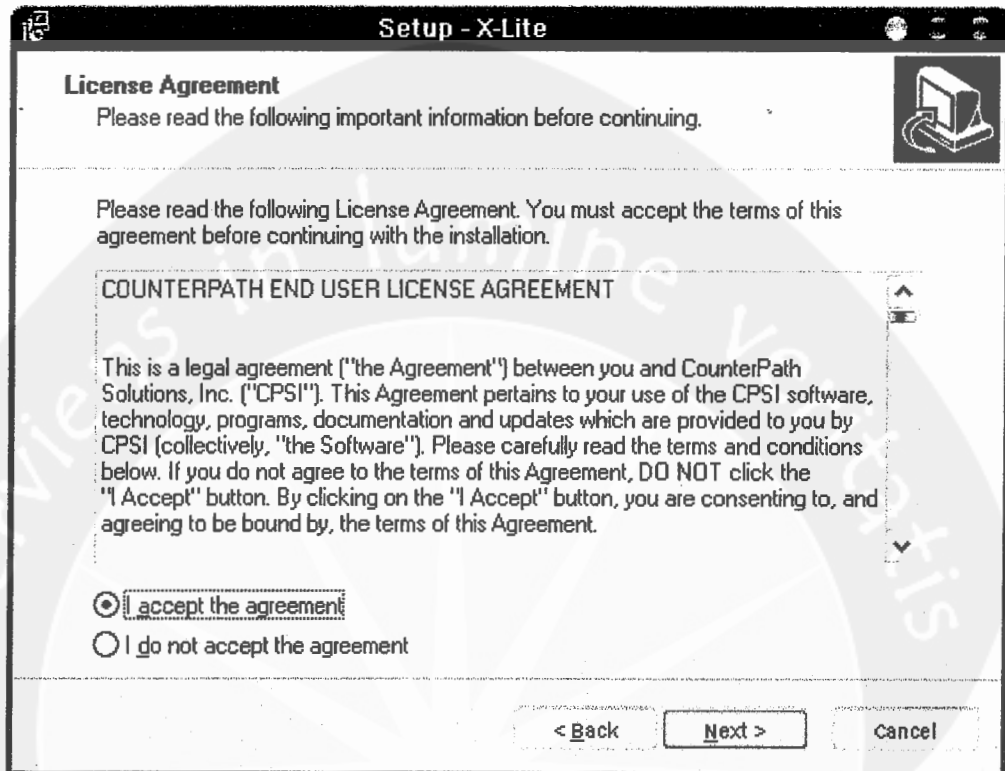 Setup - X-Lite
License Agreement
Please read the following important information before continuing.
Please read the following License Agreement. You must accept the terms of this
agreement before continuing with the installation.
COUNTERPATH END USER LICENSE AGREEMENT
This is a legal agreement ("the Agreement") between you and CounterPath
Solutions, Inc. ("CPSI"). This Agreement pertains to your use of the CPSI software,
technology, programs, documentation and updates which are provided to you by
CPSI (collectively, "the Software"). Please carefully read the terms and conditions
below. If you do not agree to the terms of this Agreement, DO NOT click the
"I Accept" button. By clicking on the "I Accept" button, you are consenting to, and
agreeing to be bound by, the terms of this Agreement.
I accept the agreement
I do not accept the agreement
< Back
Next >
Cancel
in lumine veritatis